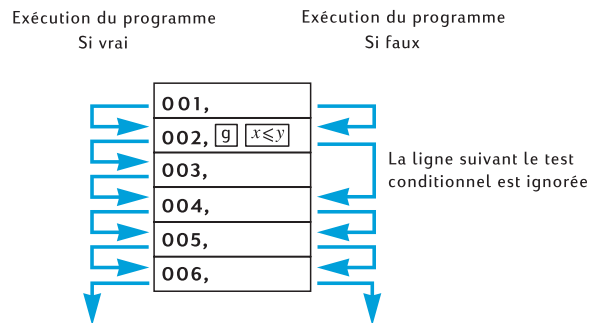 Exécution du programme
Si vrai
Exécution du programme
Si faux
001,
002, g x≤y
003,
004,
005,
006,
La ligne suivant le test
conditionnel est ignorée